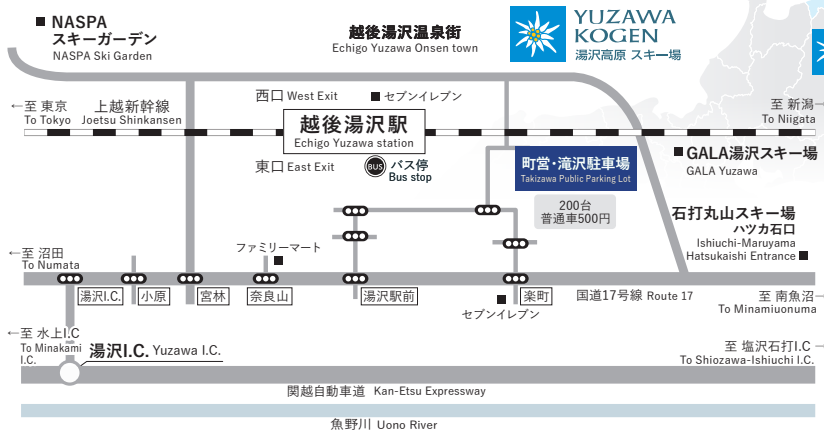 NASPA
スキーガーデン
NASPA Ski Garden
越後湯沢温泉街
Echigo Yuzawa Onsen town
YUZAWA
KOGEN
湯沢高原 スキー場
←至 東京
To Tokyo
上越新幹線
Joetsu Shinkansen
西口 West Exit
セブンイレブン
至 新潟→
To Niigata
越後湯沢駅
Echigo Yuzawa station
東口 East Exit
BUS
バス停
Bus stop
町営・滝沢駐車場
Takizawa Public Parking Lot
200台
普通車500円
GALA湯沢スキー場
GALA Yuzawa
石打丸山スキー場
ハツカ石口
Ishiuchi-Maruyama
Hatsukaishi Entrance
←至 沼田
To Numata
ファミリーマート
湯沢I.C.
小原
宮林
奈良山
湯沢駅前
セブンイレブン
楽町
国道17号線 Route 17
至 南魚沼→
To Minamiuonuma
←至 水上I.C
To Minakami
I.C.
湯沢I.C. Yuzawa I.C.
至 塩沢石打I.C→
To Shiozawa-Ishiuchi I.C.
関越自動車道 Kan-Etsu Expressway
魚野川 Uono River